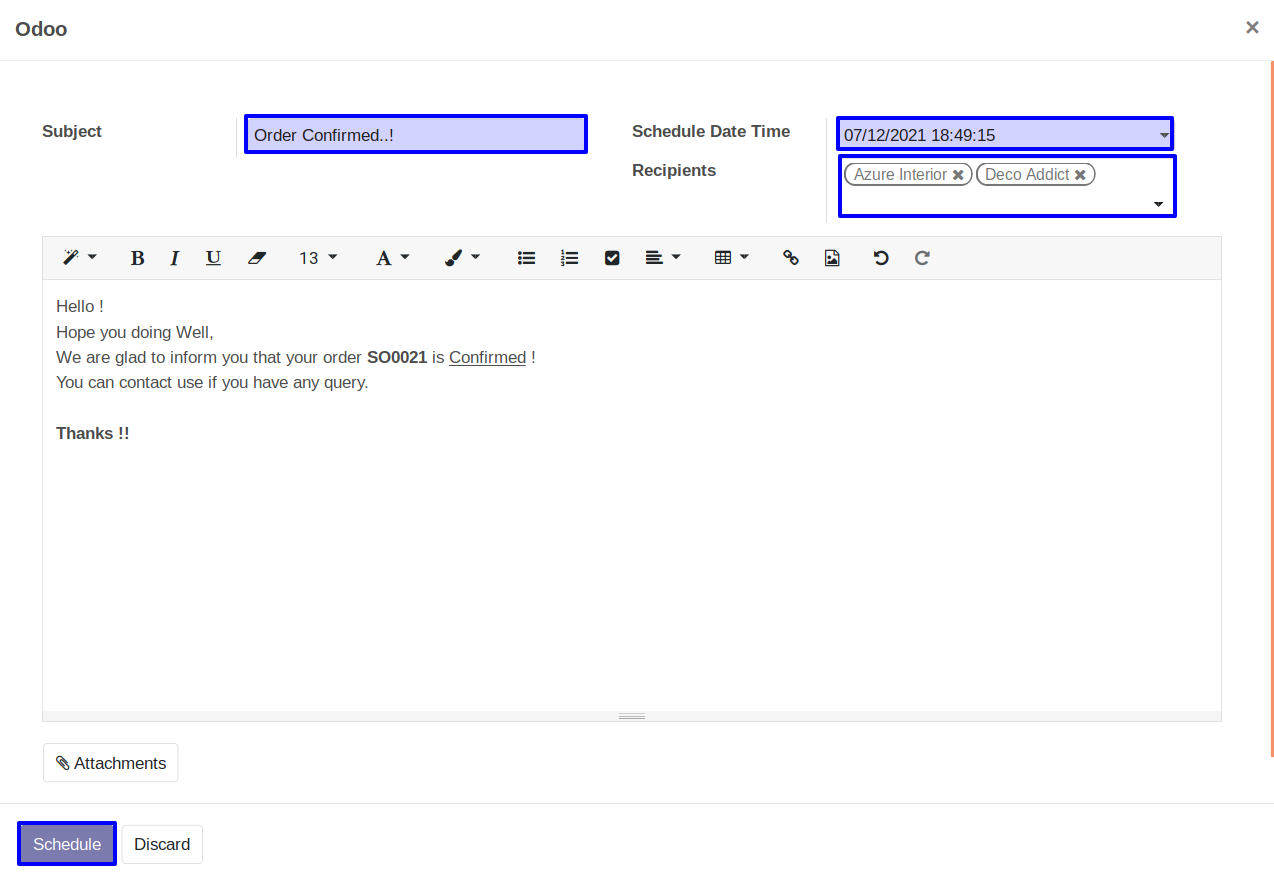 Odoo ×
Subject
Order Confirmed..!
Schedule Date Time
07/12/2021 18:49:15
Recipients
Azure Interior ✖ Deco Addict ✖
B I U 13 A
Hello !
Hope you doing Well,
We are glad to inform you that your order SO0021 is Confirmed !
You can contact use if you have any query.
Thanks !!
Attachments
Schedule Discard